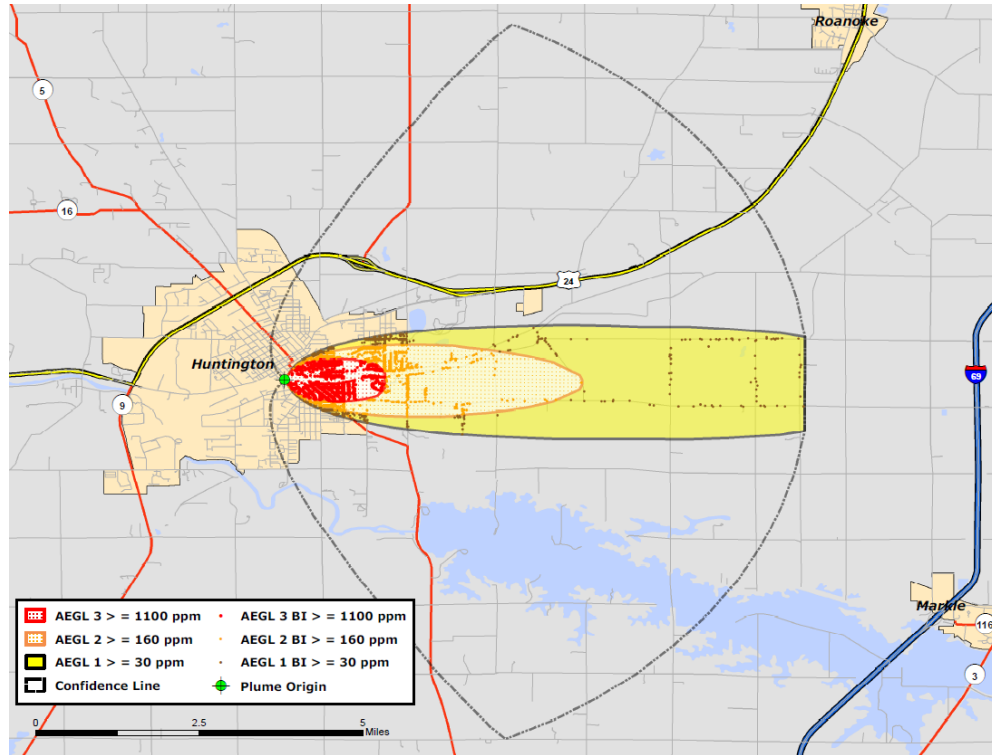 Roanoke
5
16
24
Huntington
69
9
Markle
116
3
AEGL 3 > = 1100 ppm
AEGL 3 BI > = 1100 ppm
AEGL 2 > = 160 ppm
AEGL 2 BI > = 160 ppm
AEGL 1 > = 30 ppm
AEGL 1 BI > = 30 ppm
Confidence Line
Plume Origin
0
2.5
5
Miles